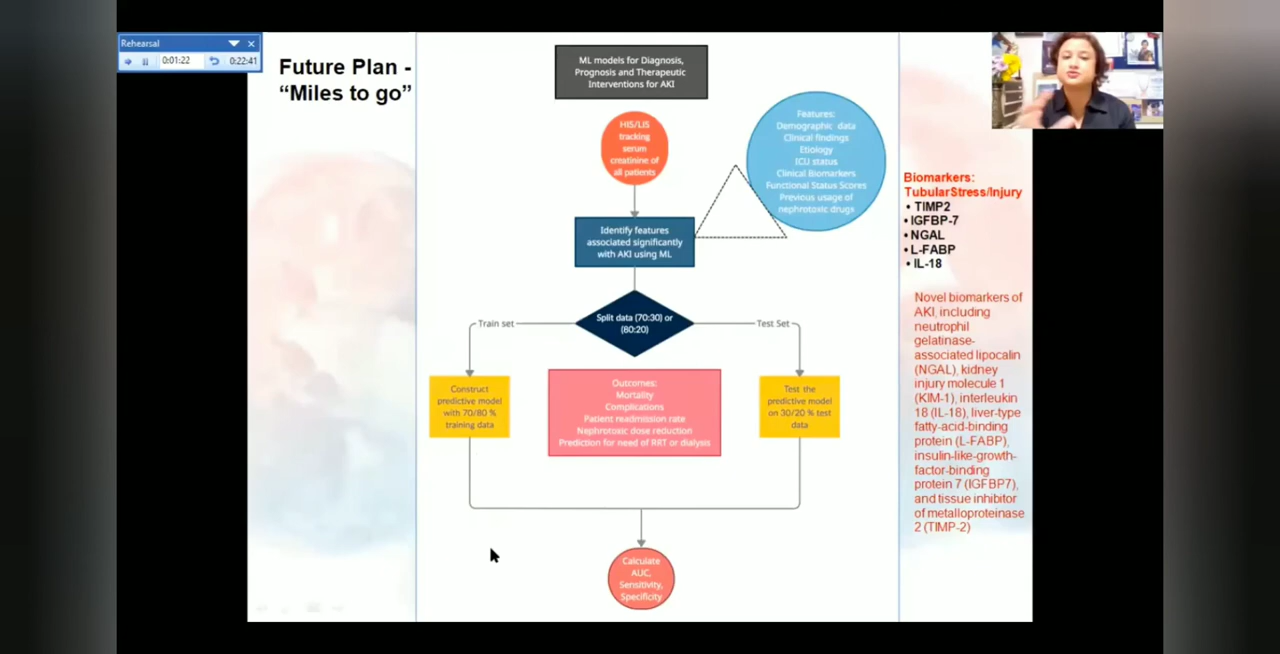 Rehearsal
0:01:22
0:22:41
Future Plan -
“Miles to go”
ML models for Diagnosis,
Prognosis and Therapeutic
Interventions for AKI
HIS/LIS
tracking
serum
creatinine of
all patients
Features:
Demographic data
Clinical findings
Etiology
ICU status
Clinical Biomarkers
Functional Status Scores
Previous usage of
nephrotoxic drugs
Identify features
associated significantly
with AKI using ML
Split data (70:30) or
(80:20)
Train set
Test Set
Construct
predictive model
with 70/80 %
training data
Outcomes:
Mortality
Complications
Patient readmission rate
Nephrotoxic dose reduction
Prediction for need of RRT or dialysis
Test the
predictive model
on 30/20 % test
data
Calculate
AUC,
Sensitivity,
Specificity
Biomarkers:
TubularStress/Injury
• TIMP2
• IGFBP-7
• NGAL
• L-FABP
• IL-18
Novel biomarkers of
AKI, including
neutrophil
gelatinase-
associated lipocalin
(NGAL), kidney
injury molecule 1
(KIM-1), interleukin
18 (IL-18), liver-type
fatty-acid-binding
protein (L-FABP),
insulin-like-growth-
factor-binding
protein 7 (IGFBP7),
and tissue inhibitor
of metalloproteinase
2 (TIMP-2)